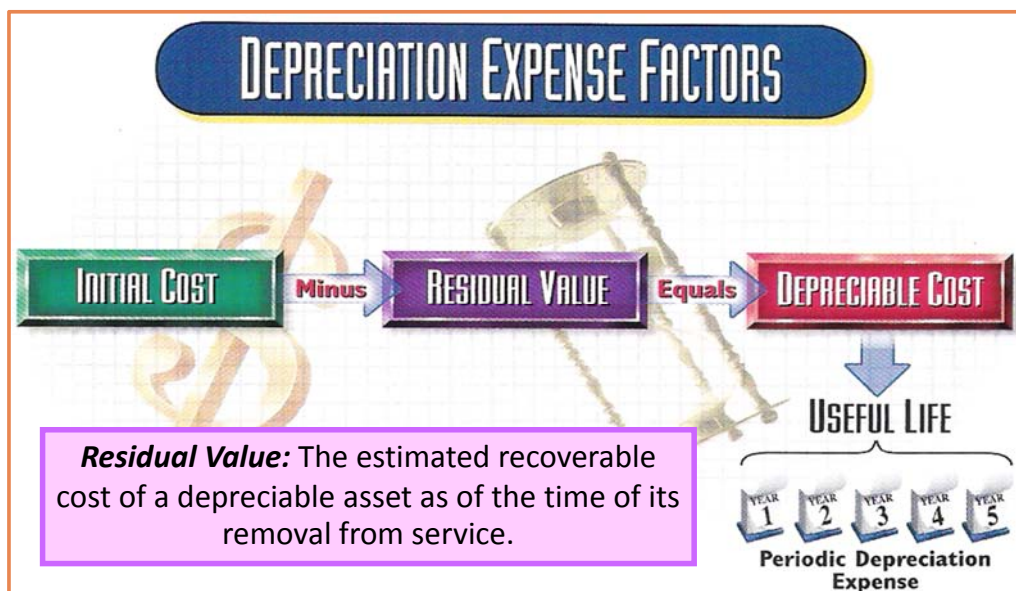 DEPRECIATION EXPENSE FACTORS
INITIAL COST
Minus
RESIDUAL VALUE
Equals
DEPRECIABLE COST
USEFUL LIFE
Residual Value: The estimated recoverable
cost of a depreciable asset as of the time of its
removal from service.
YEAR 1
YEAR 2
YEAR 3
YEAR 4
YEAR 5
Periodic Depreciation
Expense